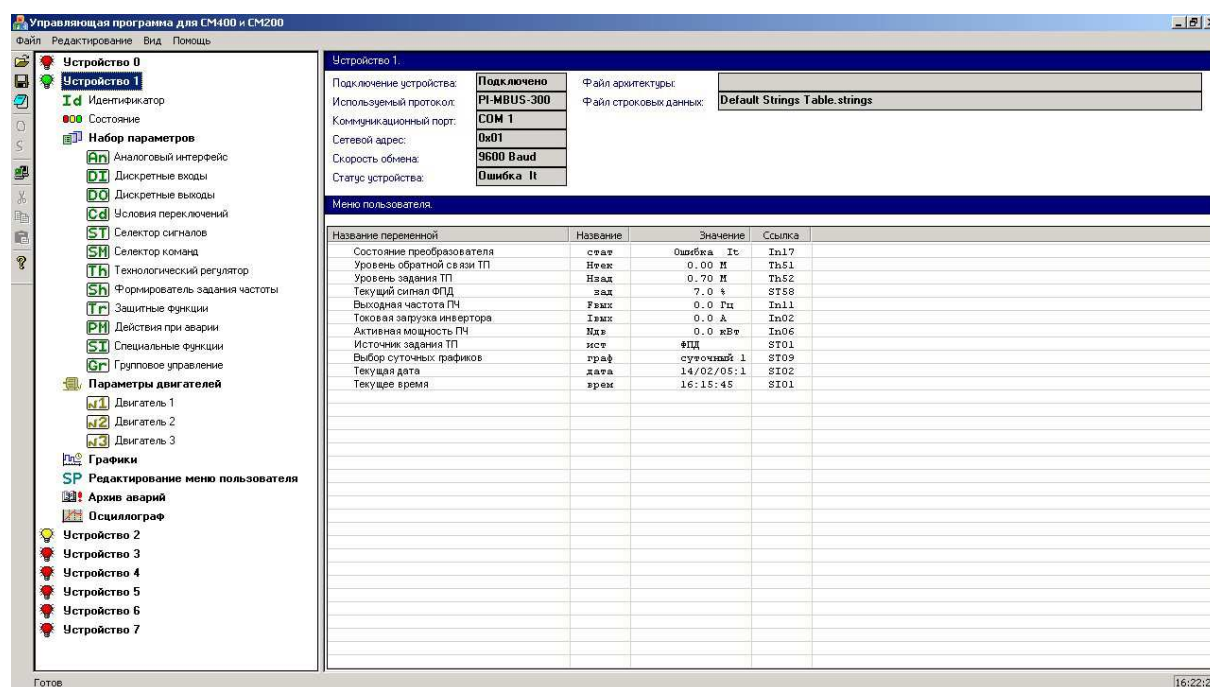 Управляющая программа для СМ400 и СМ200
Файл Редактирование Вид Помощь
Устройство 0
Устройство 1
Id Идентификатор
Состояние
Набор параметров
An Аналоговый интерфейс
DI Дискретные входы
DO Дискретные выходы
Cd Условия переключений
ST Селектор сигналов
SM Селектор команд
Th Технологический регулятор
Sh Формирователь задания частоты
Tr Защитные функции
PM Действия при аварии
SI Специальные функции
Gr Групповое управление
Параметры двигателей
N1 Двигатель 1
N2 Двигатель 2
N3 Двигатель 3
Графики
SP Редактирование меню пользователя
Архив аварий
Осциллограф
Устройство 2
Устройство 3
Устройство 4
Устройство 5
Устройство 6
Устройство 7
Устройство 1.
Подключение устройства: Подключено Файл архитектуры:
Используемый протокол: PI-MBUS-300 Файл строковых данных: Default Strings Table.strings
Коммуникационный порт: COM 1
Сетевой адрес: 0x01
Скорость обмена: 9600 Baud
Статус устройства: Ошибка It
Меню пользователя.
Название переменной Название Значение Ссылка
Состояние преобразователя стат Ошибка It In17
Уровень обратной связи ТП Нтек 0.00 М Th51
Уровень задания ТП Нзад 0.70 М Th52
Текущий сигнал ФПД зад 7.0 % ST58
Выходная частота ПЧ Fвых 0.0 Гц In11
Токовая загрузка инвертора Iвых 0.0 А In02
Активная мощность ПЧ Nдв 0.0 кВт In06
Источник задания ТП ист ФПД ST01
Выбор суточных графиков граф суточный 1 ST09
Текущая дата дата 14/02/05:1 SI02
Текущее время врем 16:15:45 SI01
Готов
16:22:2